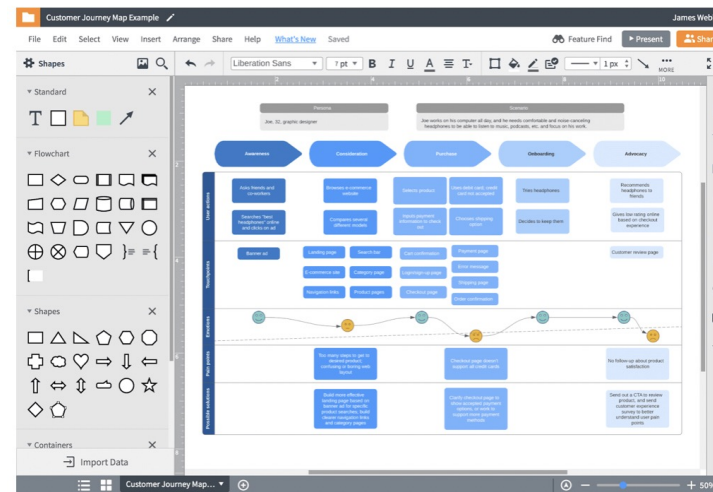 Customer Journey Map Example
James Web
File Edit Select View Insert Arrange Share Help What's New Saved
Feature Find
Present
Shar
Shapes
Liberation Sans
7 pt
B I U A
T
1 px
MORE
Standard
T
Flowchart
Shapes
Containers
Import Data
Persona
Joe, 32, graphic designer
Scenario
Joe works on his computer all day and he needs comfortable and noise canceling
headphones to be able to listen to music, podcasts, etc. and focus on his work.
Awareness
Consideration
Purchase
Onboarding
Advocacy
User actions
Asks friends and
co-workers
Searches "best
headphones" online
and clicks on ad
Browses e-commerce
website
Compares several
different models
Selects product
Inputs payment
information to check
out
Uses debit card, credit
card not accepted
Chooses shipping
option
Tries headphones
Decides to keep them
Recommends
headphones to
friends
Gives low rating online
based on checkout
experience
Touchpoints
Banner ad
Landing page
Search bar
E-commerce site
Category page
Navigation links
Product pages
Cart confirmation
Login/sign-up page
Checkout page
Payment page
Error message
Shipping page
Order confirmation
Customer review page
Emotions
Pain points
Too many steps to get to
desired product,
confusing or boring web
layout
Checkout page doesn't
support all credit cards
No follow-up about product
satisfaction
Possible solutions
Build more effective
landing page based on
banner ad for specific
product searches; build
clearer navigation links
and category pages
Clarify checkout page to
show accepted payment
options, or work to
support more payment
methods
Send out a CTA to review
product, and send
customer experience
survey to better
understand user pain
points
Customer Journey Map...
50%